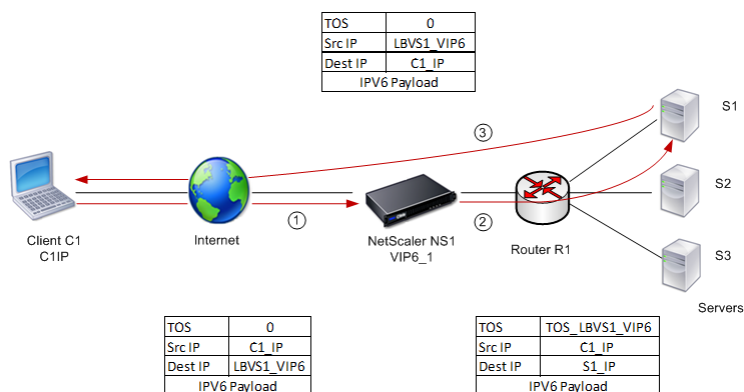 TOS 0
Src IP LBVS1_VIP6
Dest IP C1_IP
IPV6 Payload
S1
③
Client C1
C1IP
Internet
①
NetScaler NS1
VIP6_1
②
Router R1
S2
S3
Servers
TOS 0
Src IP C1_IP
Dest IP LBVS1_VIP6
IPV6 Payload
TOS TOS_LBVS1_VIP6
Src IP C1_IP
Dest IP S1_IP
IPV6 Payload